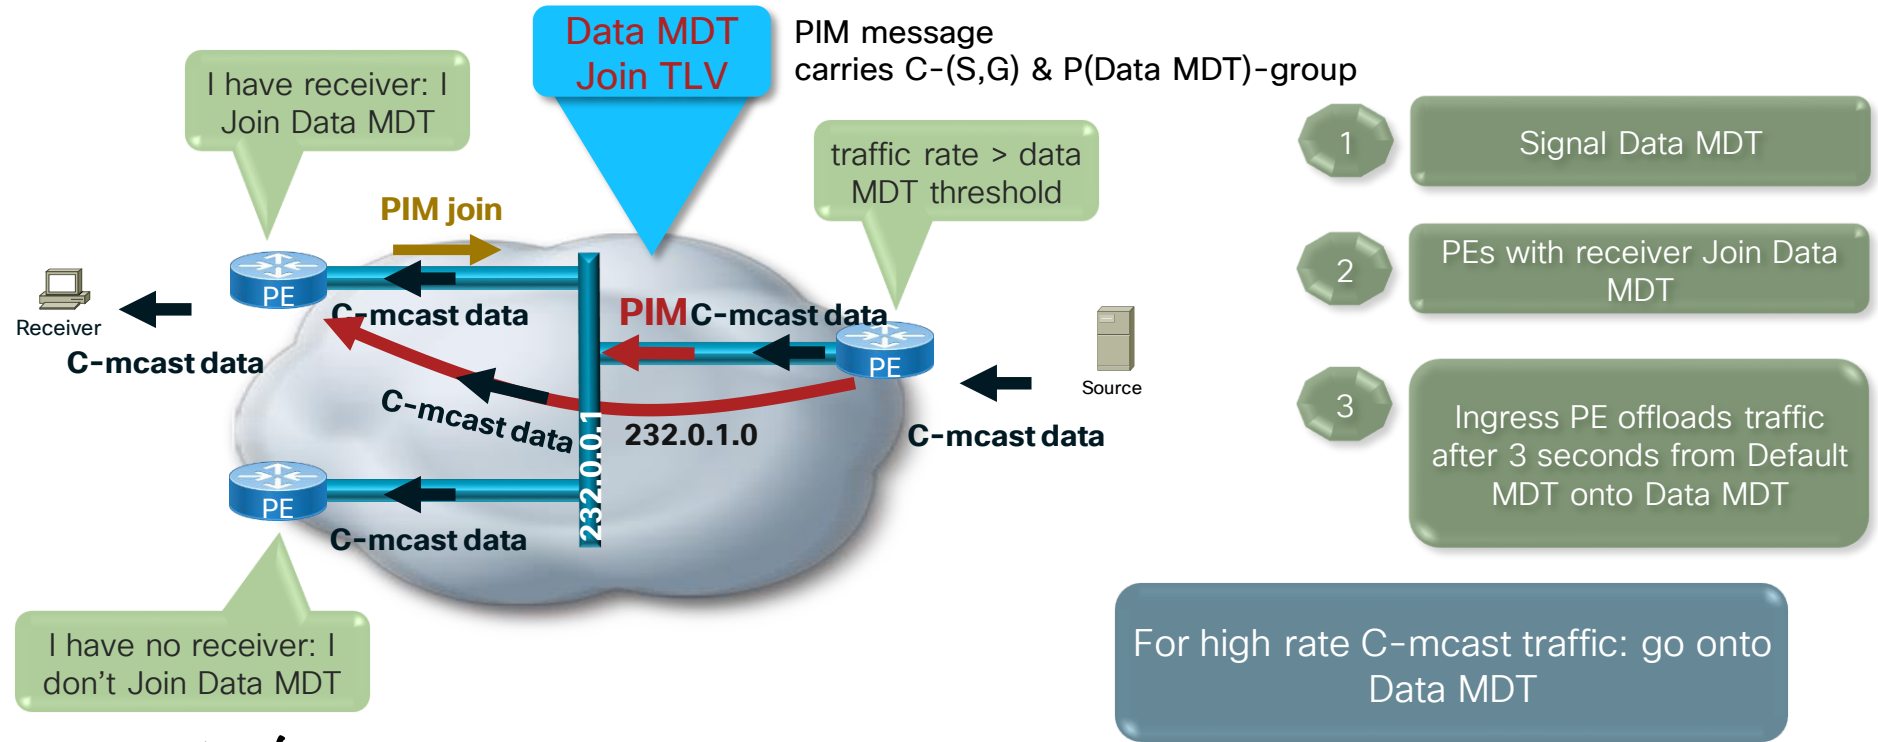 Data MDT
Join TLV
PIM message
carries C-(S,G) & P(Data MDT)-group
I have receiver: I
Join Data MDT
traffic rate > data
MDT threshold
1
Signal Data MDT
PIM join
2
PEs with receiver Join Data
MDT
PE
Receiver
C-mcast data
C-mcast data
PIM
C-mcast data
PE
Source
C-mcast data
C-mcast data
232.0.0.1
232.0.1.0
3
Ingress PE offloads traffic
after 3 seconds from Default
MDT onto Data MDT
PE
C-mcast data
I have no receiver: I
don't Join Data MDT
For high rate C-mcast traffic: go onto
Data MDT